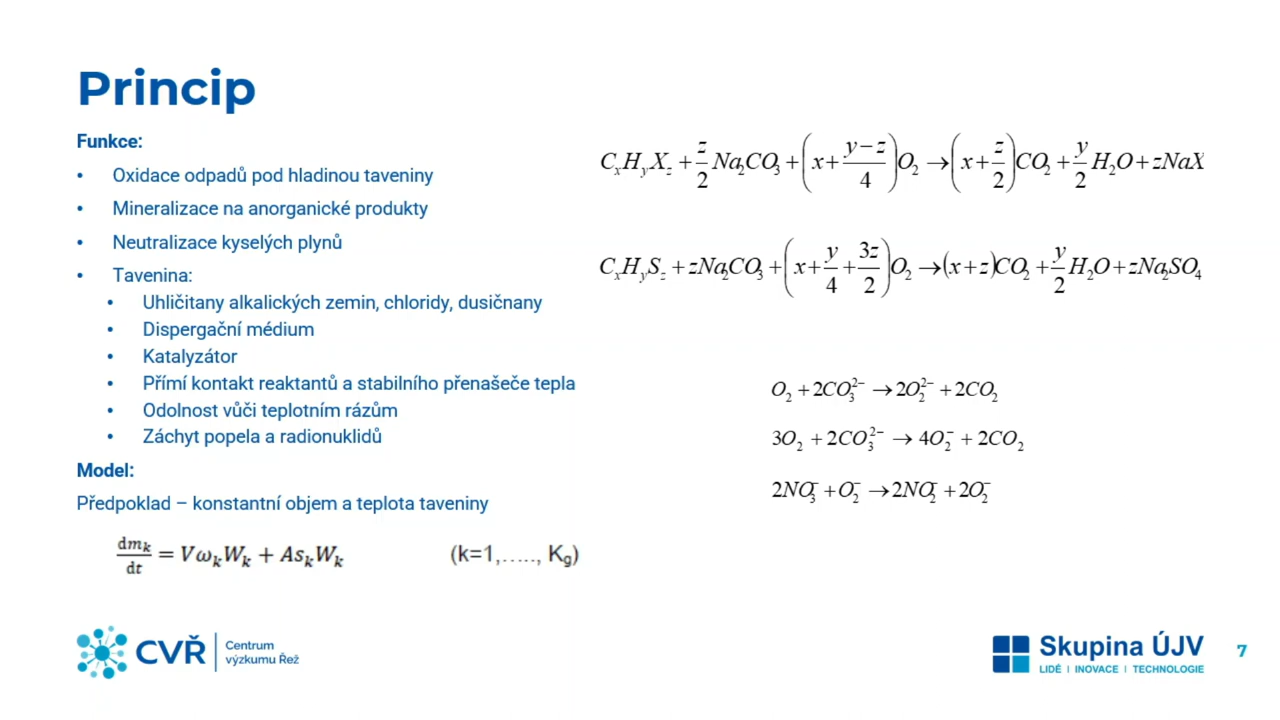 Princip
Funkce:
• Oxidace odpadů pod hladinou taveniny
• Mineralizace na anorganické produkty
• Neutralizace kyselých plynů
• Tavenina:
• Uhličitany alkalických zemin, chloridy, dusičnany
• Dispergační médium
• Katalyzátor
• Přímí kontakt reaktantů a stabilního přenašeče tepla
• Odolnost vůči teplotním rázům
• Záchyt popela a radionuklidů
Model:
Předpoklad – konstantní objem a teplota taveniny
dm_k/dt = Vω_kW_k + As_kW_k (k=1,….., K_g)
C_xH_yX_z + z/2 Na_2CO_3 + (x + (y−z)/4) O_2 → (x + z/2) CO_2 + y/2 H_2O + zNaX
C_xH_yS_z + zNa_2CO_3 + (x + y/4 + 3z/2) O_2 → (x+z)CO_2 + y/2 H_2O + zNa_2SO_4
O_2 + 2CO_3^{2−} → 2O_2^{2−} + 2CO_2
3O_2 + 2CO_3^{2−} → 4O_2^− + 2CO_2
2NO_3^− + O_2^− → 2NO_2^− + 2O_2^−
CVŘ
Centrum
výzkumu Řež
Skupina ÚJV
LIDÉ | INOVACE | TECHNOLOGIE
7